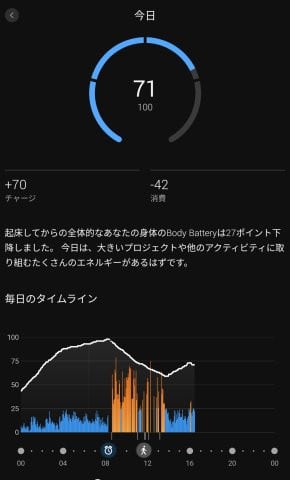 今日
71
100
+70
-42
チャージ
消費
起床してからの全体的なあなたの身体のBody Batteryは27ポイント下
降しました。 今日は、大きいプロジェクトや他のアクティビティに取
り組むたくさんのエネルギーがあるはずです。
毎日のタイムライン
100
75
50
25
0
00 04 08 12 16 20 00